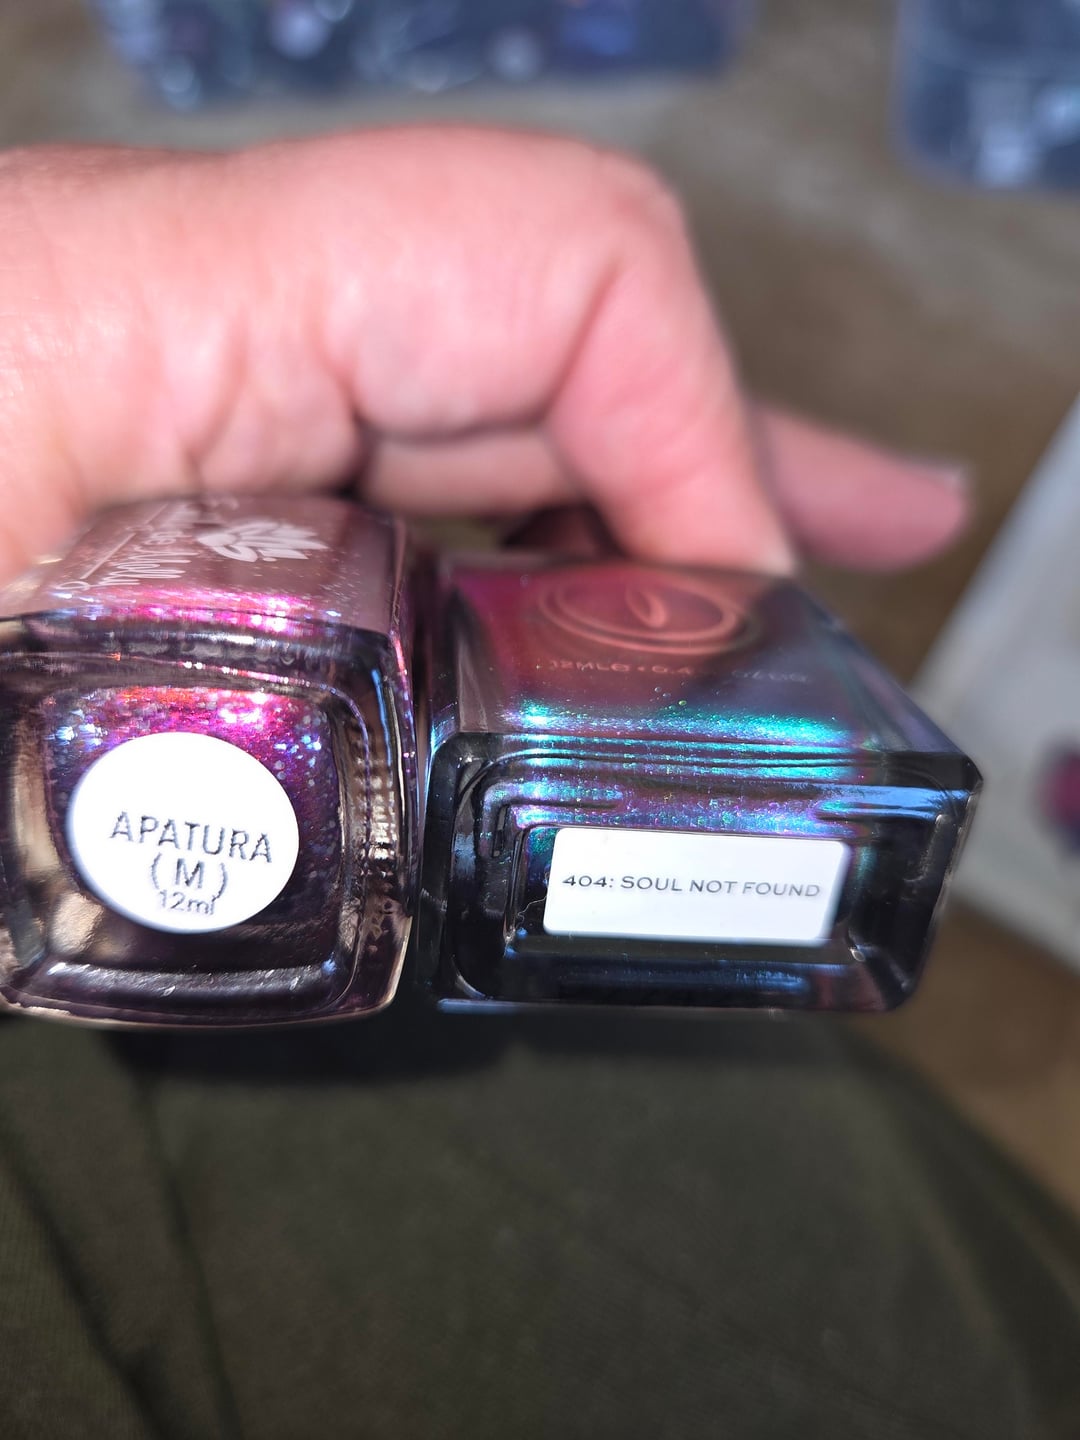 APATURA
(M)
12ml
404: SOUL NOT FOUND